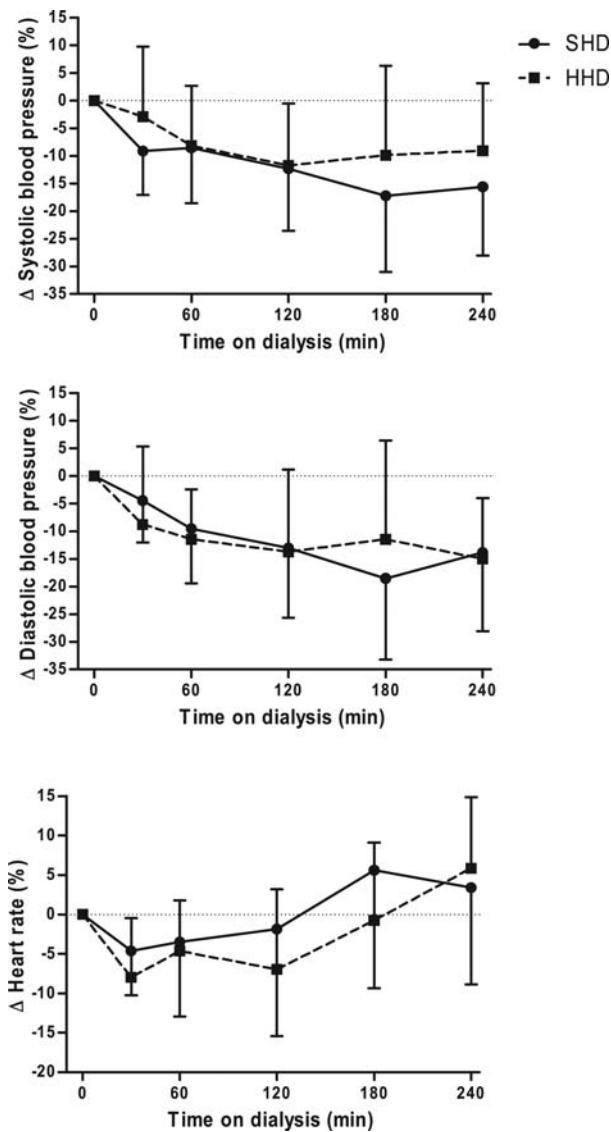 SHD
HHD
Δ Systolic blood pressure (%)
15
10
5
0
-5
-10
-15
-20
-25
-30
-35
0 60 120 180 240
Time on dialysis (min)
Δ Diastolic blood pressure (%)
15
10
5
0
-5
-10
-15
-20
-25
-30
-35
0 60 120 180 240
Time on dialysis (min)
Δ Heart rate (%)
15
10
5
0
-5
-10
-15
-20
0 60 120 180 240
Time on dialysis (min)